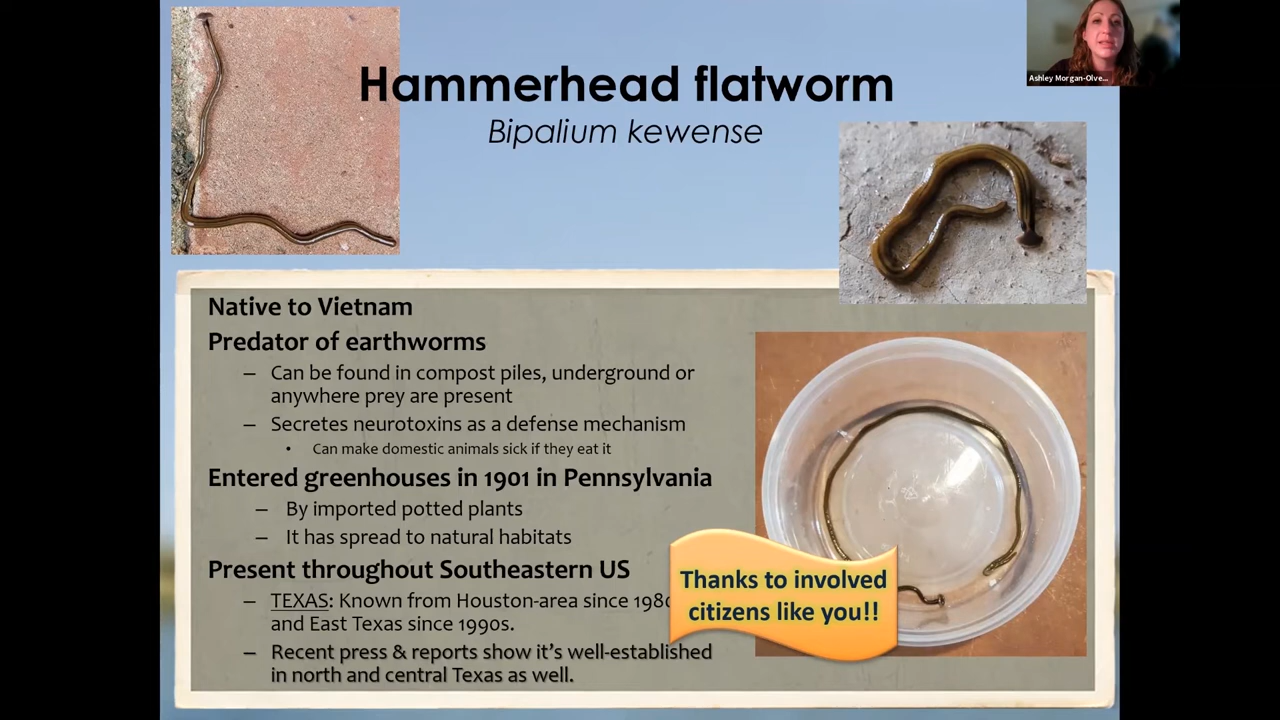 Ashley Morgan-Olve...
Hammerhead flatworm
Bipalium kewense
Native to Vietnam
Predator of earthworms
– Can be found in compost piles, underground or
anywhere prey are present
– Secretes neurotoxins as a defense mechanism
• Can make domestic animals sick if they eat it
Entered greenhouses in 1901 in Pennsylvania
– By imported potted plants
– It has spread to natural habitats
Present throughout Southeastern US
– TEXAS: Known from Houston-area since
and East Texas since 1990s.
– Recent press & reports show it's well-established
in north and central Texas as well.
Thanks to involved
citizens like you!!